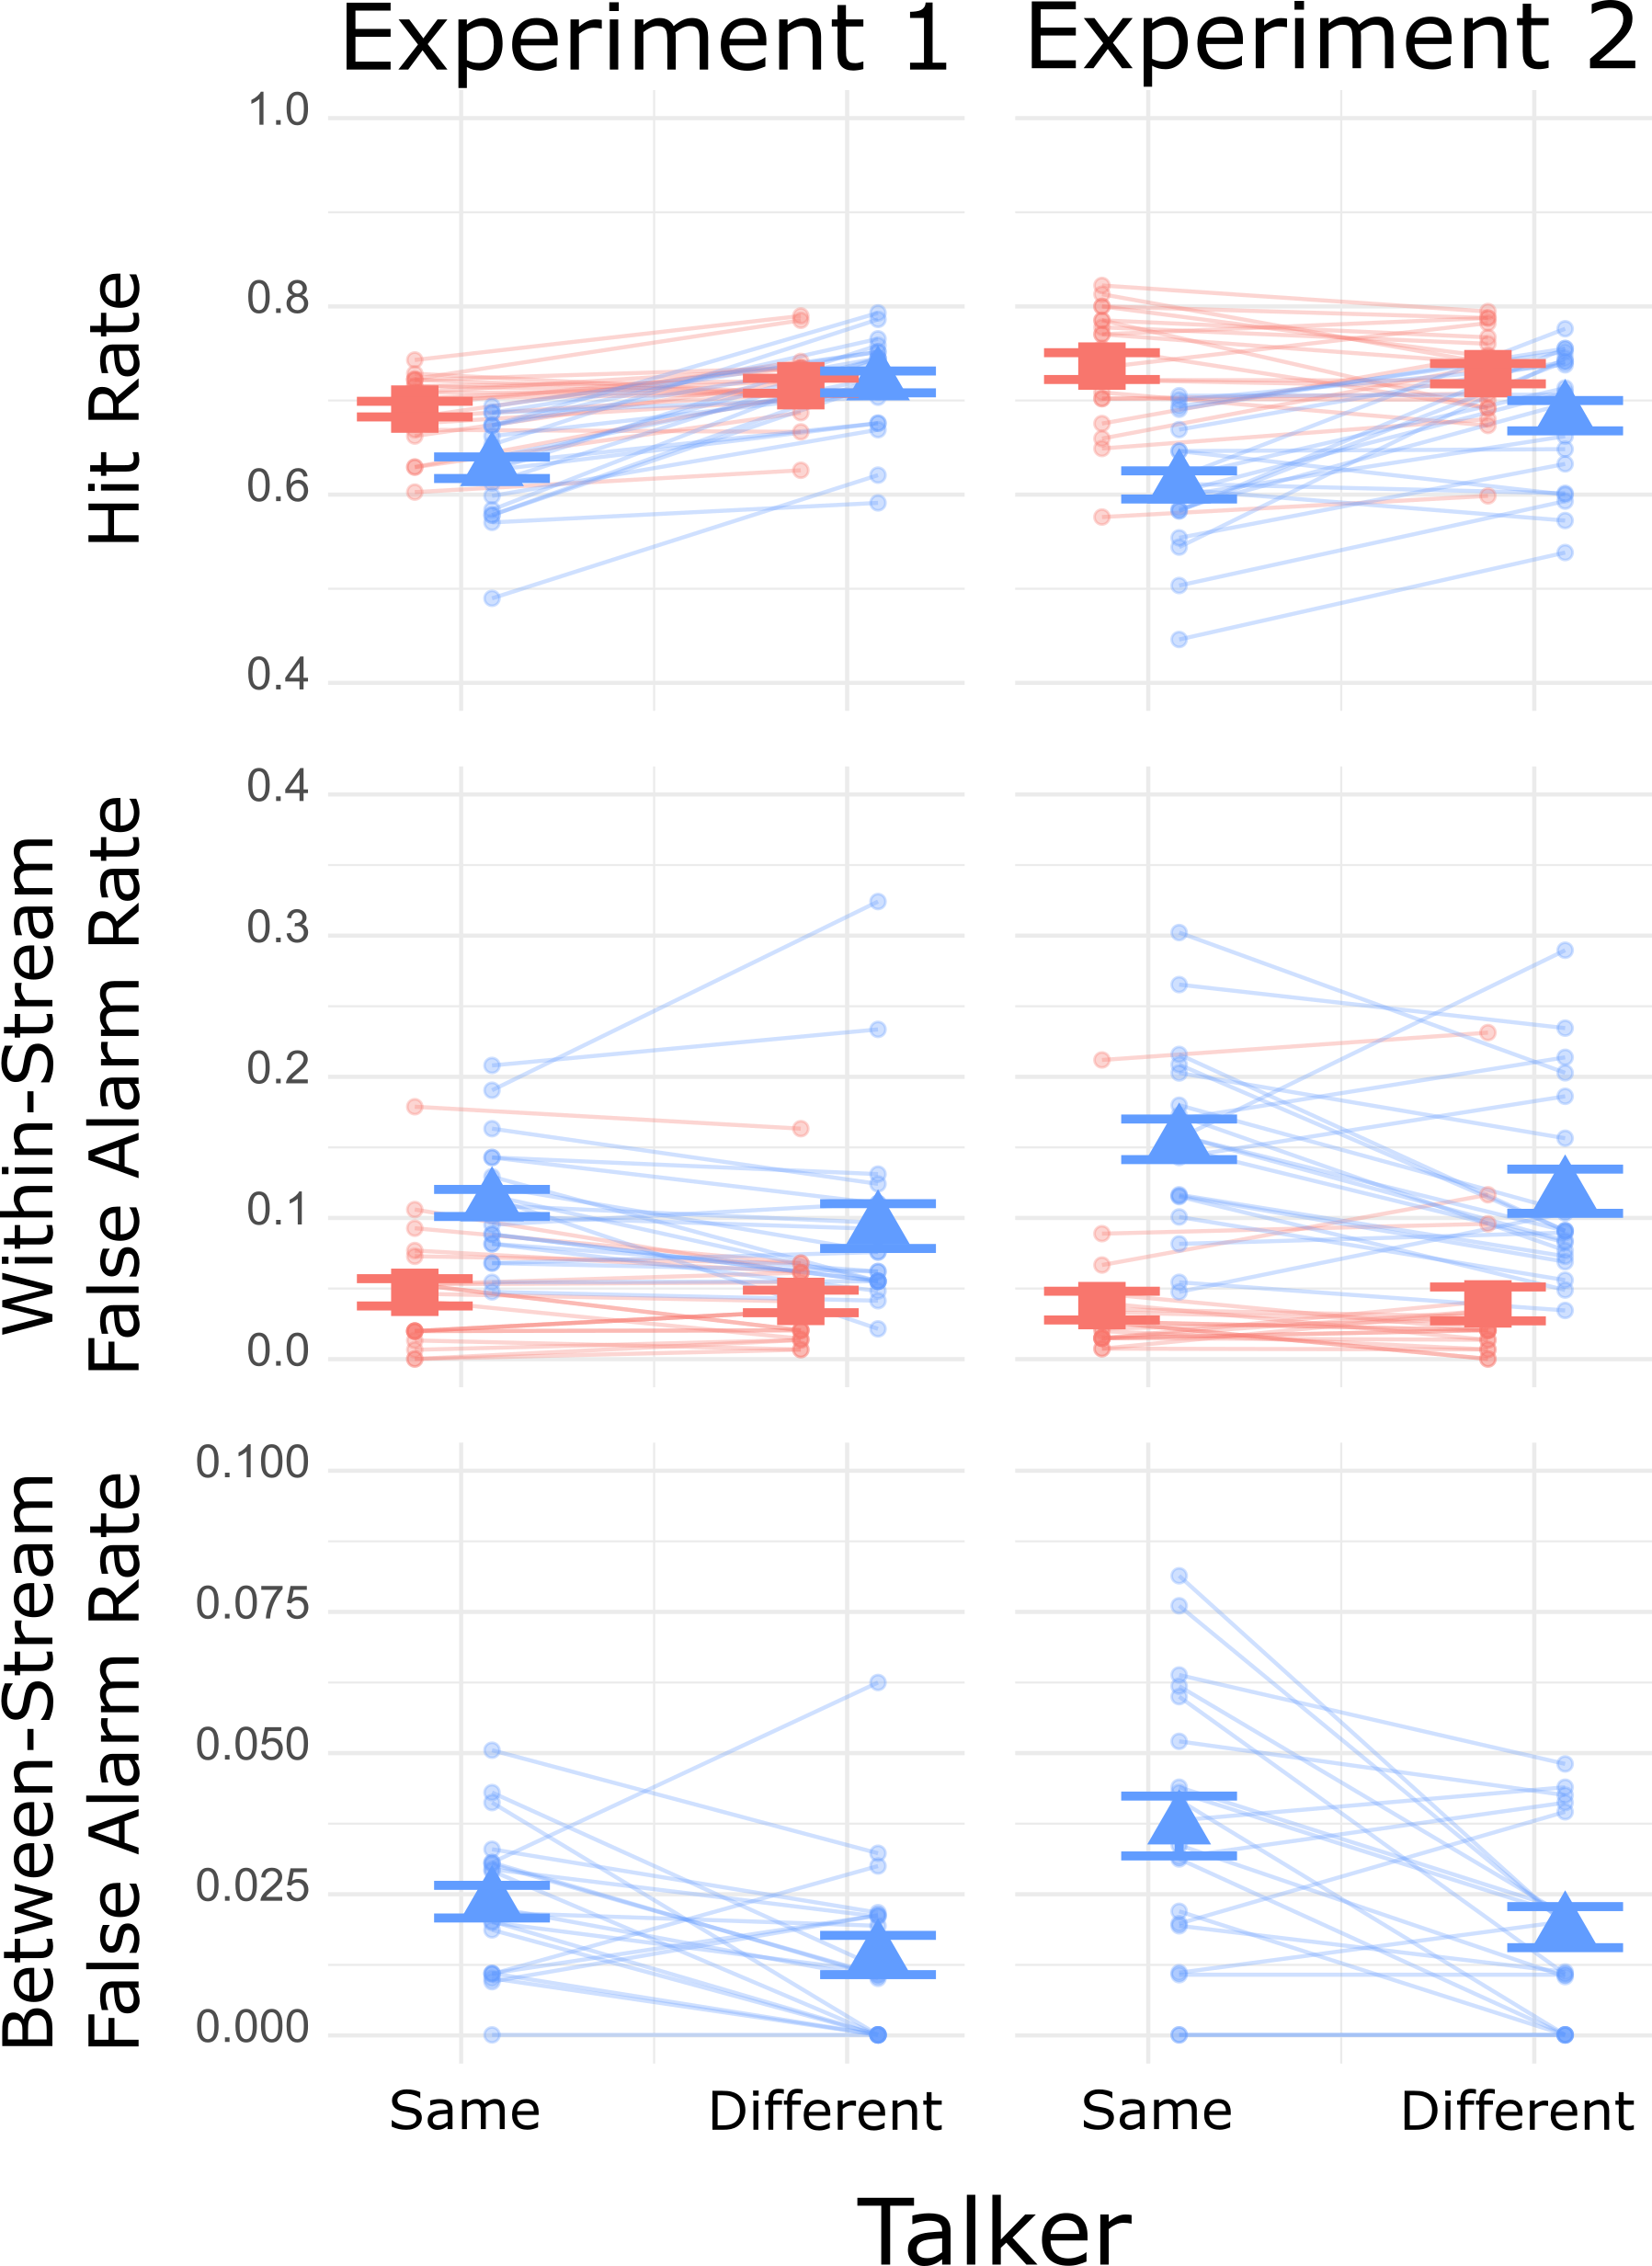 Experiment 1
Experiment 2
Hit Rate
1.0
0.8
0.6
0.4
Within-Stream
False Alarm Rate
0.4
0.3
0.2
0.1
0.0
Between-Stream
False Alarm Rate
0.100
0.075
0.050
0.025
0.000
Same
Different
Same
Different
Talker